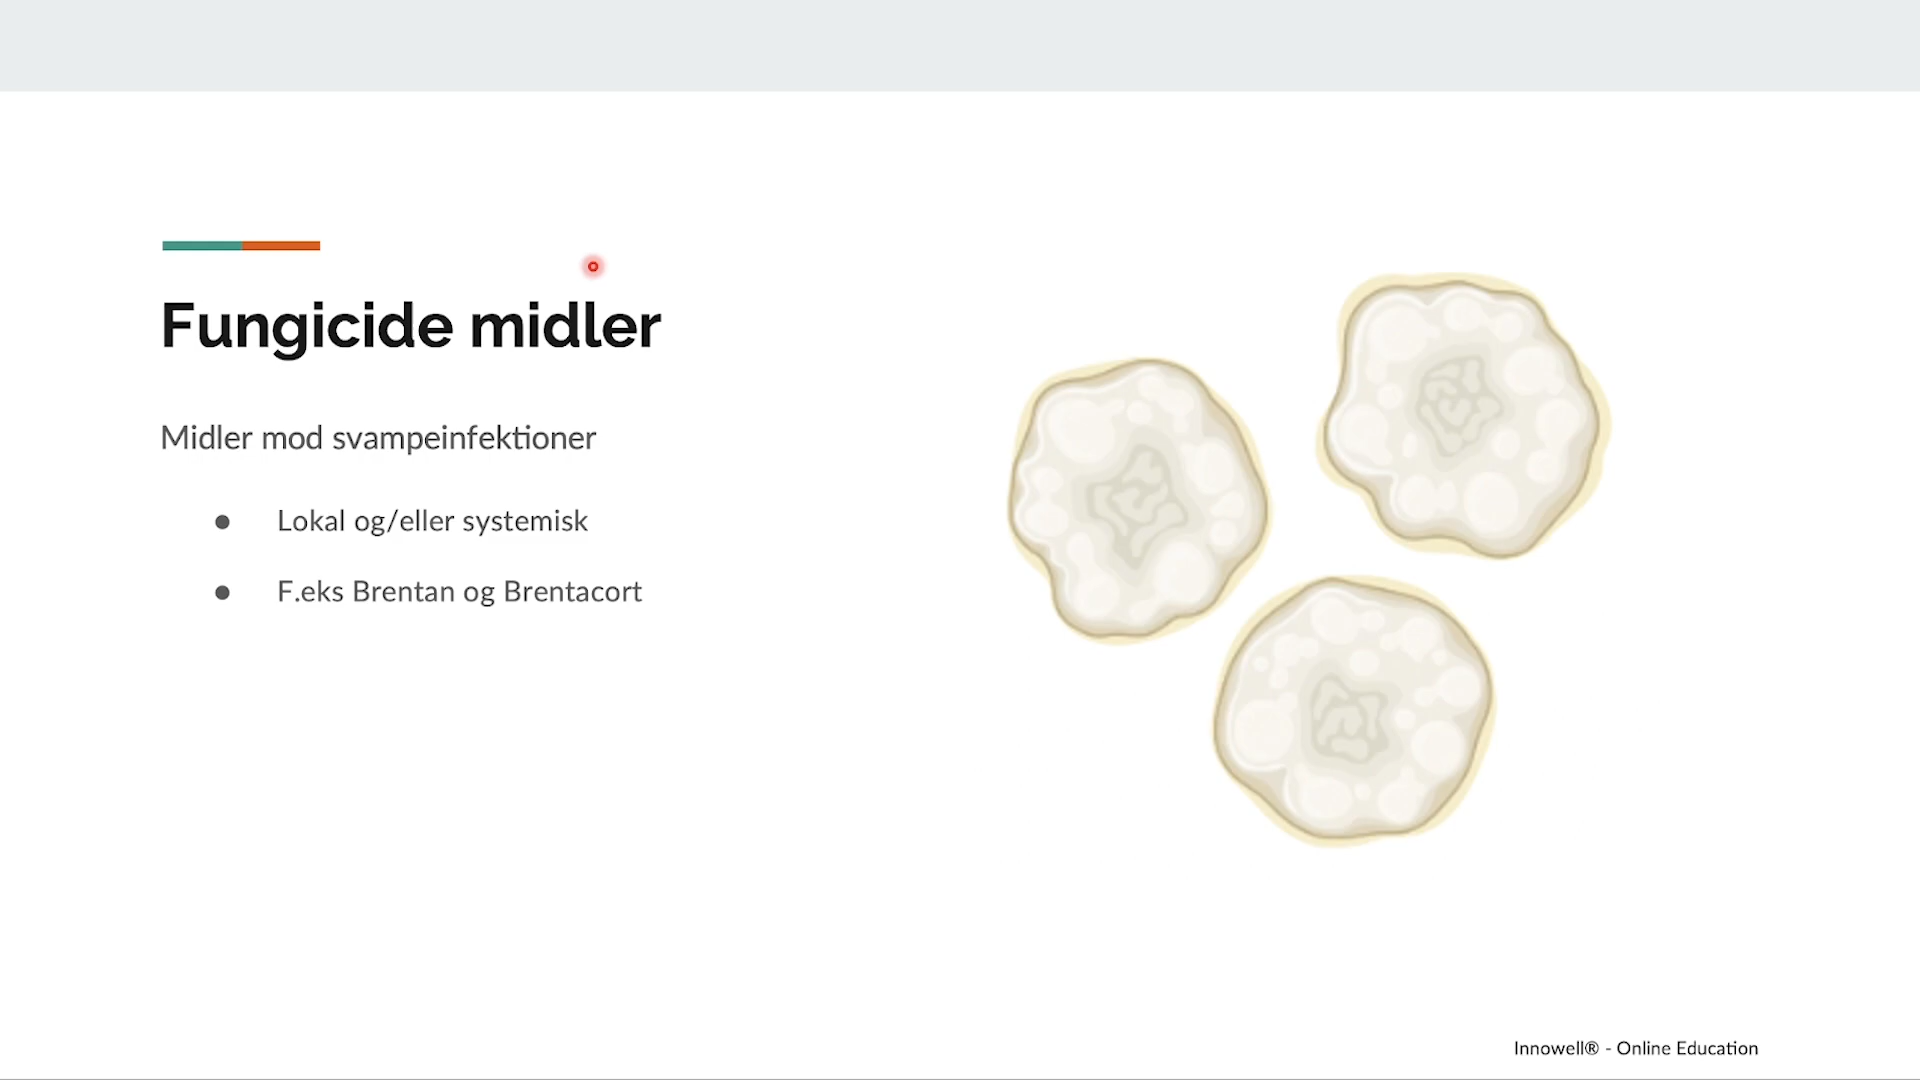 Fungicide midler
Midler mod svampeinfektioner
● Lokal og/eller systemisk
● F.eks Brentan og Brentacort
Innowell® - Online Education